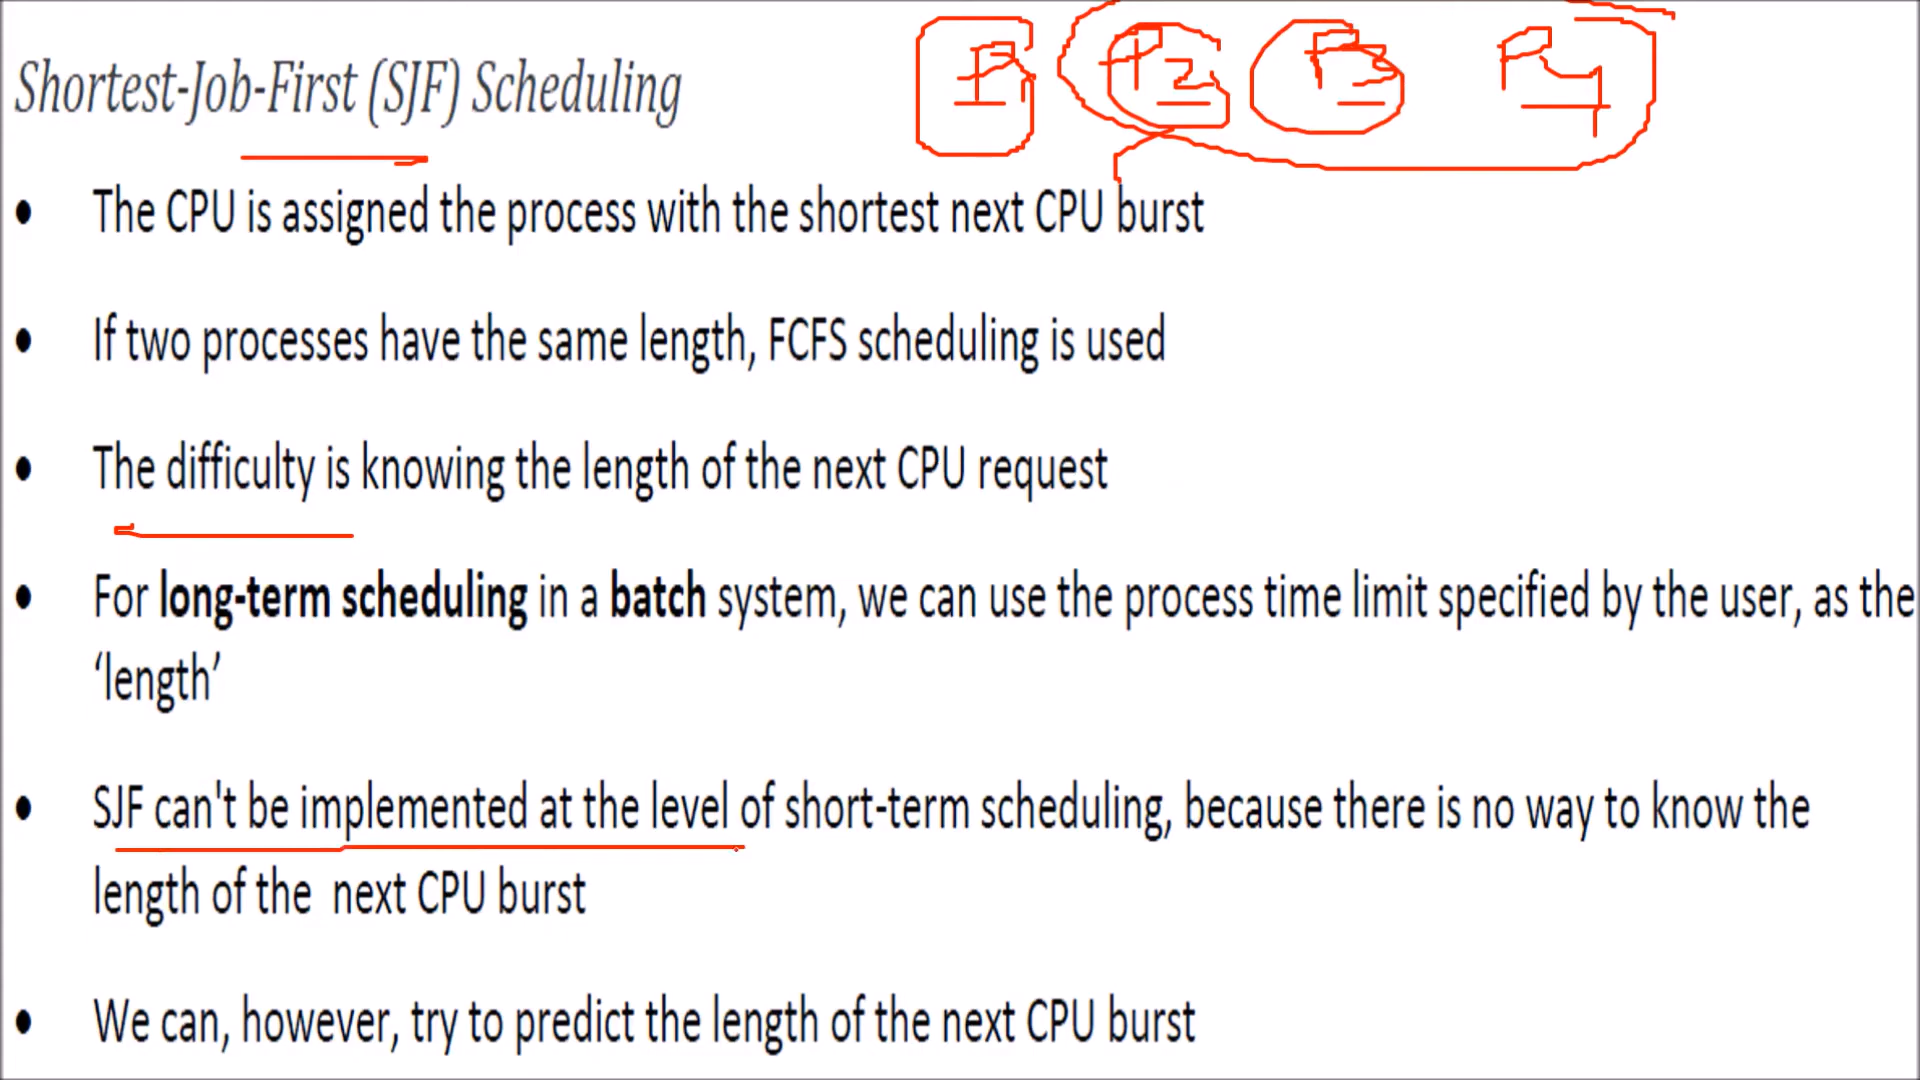 P1 P2 P3 P4
Shortest-Job-First (SJF) Scheduling
• The CPU is assigned the process with the shortest next CPU burst
• If two processes have the same length, FCFS scheduling is used
• The difficulty is knowing the length of the next CPU request
• For long-term scheduling in a batch system, we can use the process time limit specified by the user, as the
‘length’
• SJF can't be implemented at the level of short-term scheduling, because there is no way to know the
length of the next CPU burst
• We can, however, try to predict the length of the next CPU burst